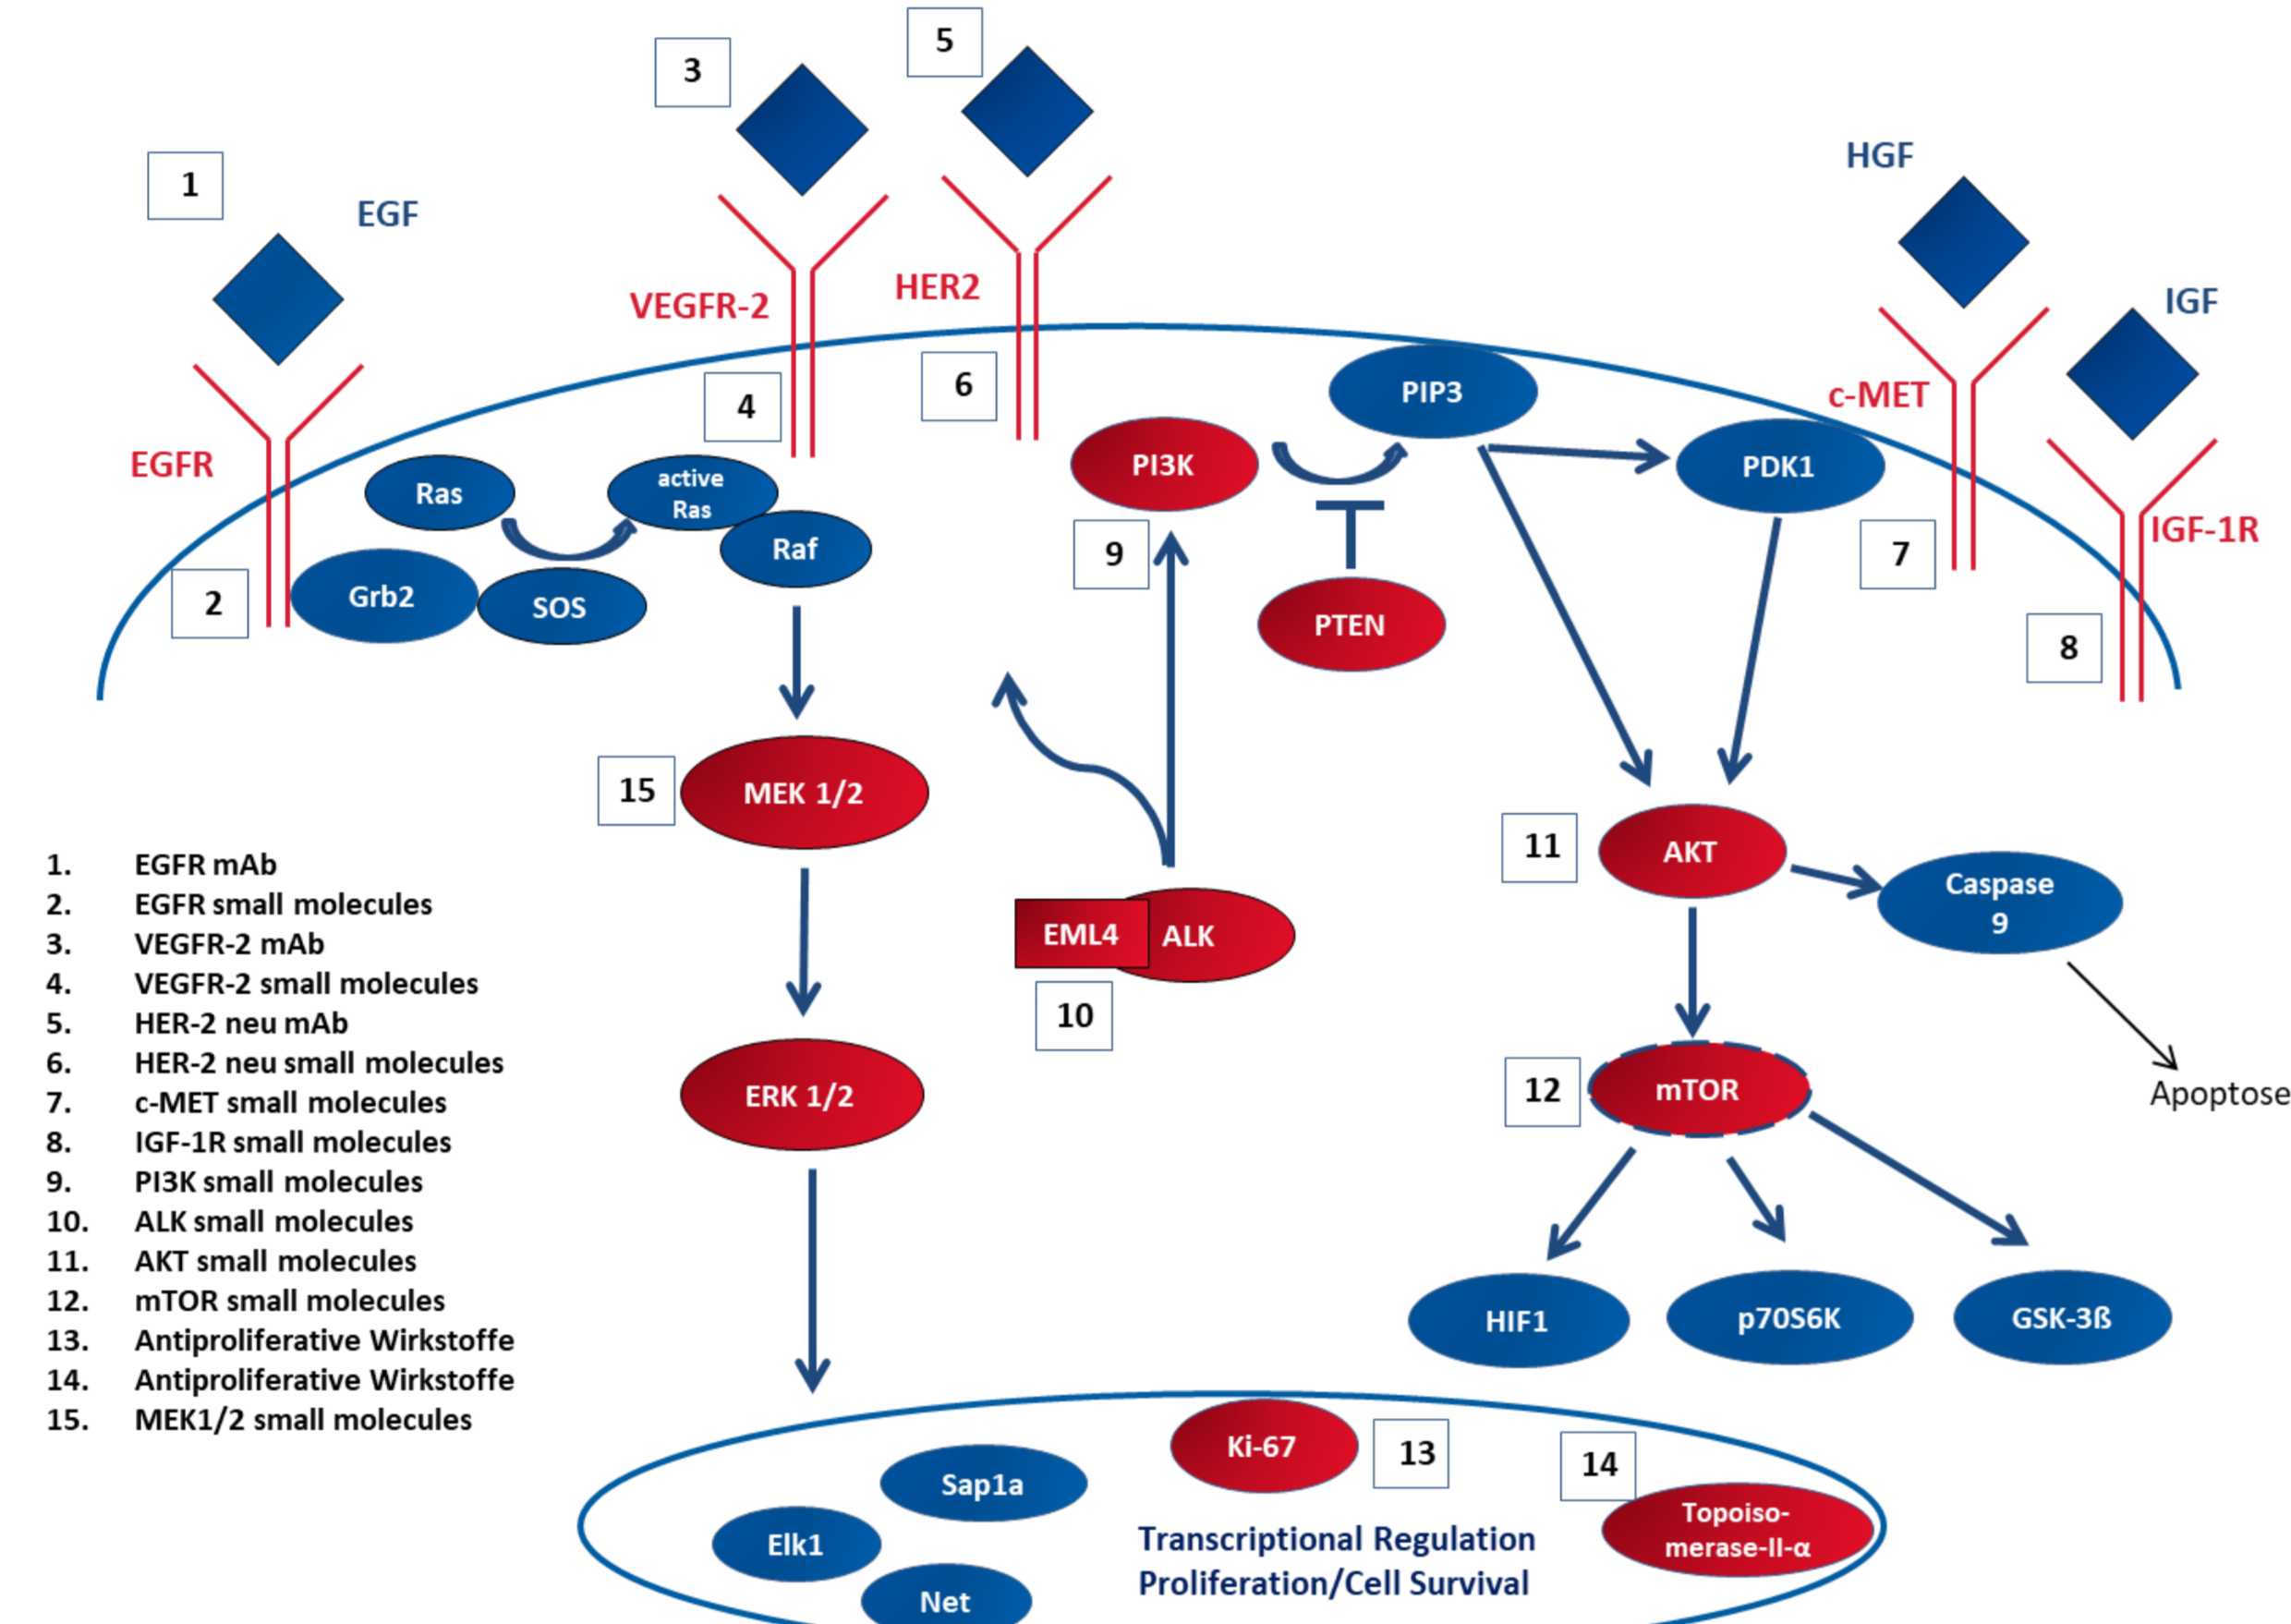 5
3
HGF
1
EGF
IGF
HER2
VEGFR-2
6
PIP3
c-MET
4
EGFR
PI3K
PDK1
active
Ras
Ras
IGF-1R
Raf
9
7
Grb2
2
SOS
PTEN
8
15
MEK 1/2
11
AKT
Caspase
9
EML4
ALK
10
12
mTOR
Apoptose
ERK 1/2
1. EGFR mAb
2. EGFR small molecules
3. VEGFR-2 mAb
4. VEGFR-2 small molecules
5. HER-2 neu mAb
6. HER-2 neu small molecules
7. c-MET small molecules
8. IGF-1R small molecules
9. PI3K small molecules
10. ALK small molecules
11. AKT small molecules
12. mTOR small molecules
13. Antiproliferative Wirkstoffe
14. Antiproliferative Wirkstoffe
15. MEK1/2 small molecules
HIF1
p70S6K
GSK-3ß
Ki-67
13
14
Sap1a
Topoiso-
merase-II-α
Elk1
Transcriptional Regulation
Proliferation/Cell Survival
Net